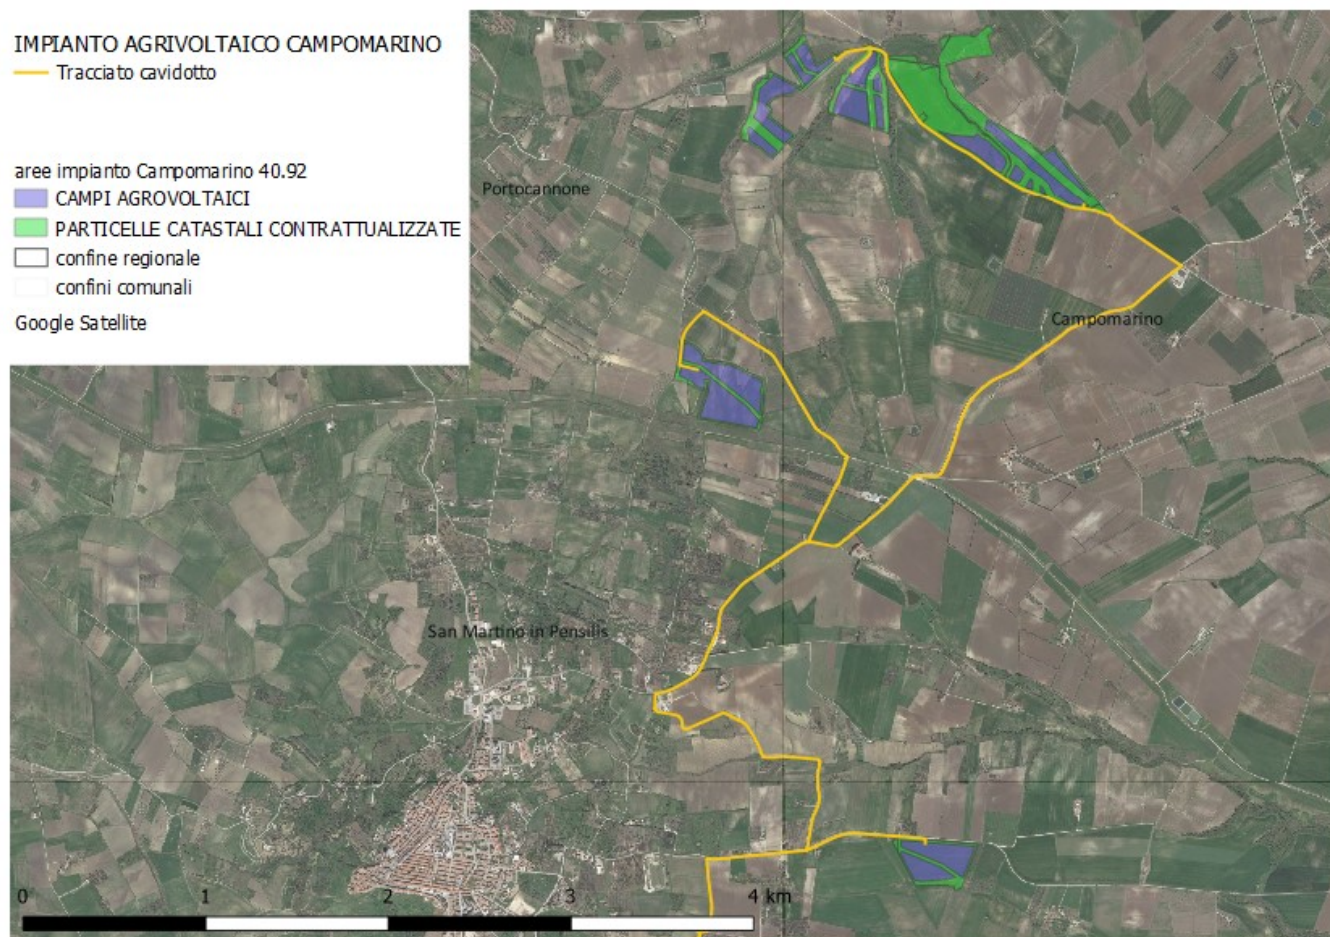 IMPIANTO AGRIVOLTAICO CAMPOMARINO
Tracciato cavidotto
aree impianto Campomarino 40.92
CAMPI AGROVOLTAICI
PARTICELLE CATASTALI CONTRATTUALIZZATE
confine regionale
confini comunali
Google Satellite
Portocannone
Campomarino
San Martino in Pensilis
0 1 2 3 4 km